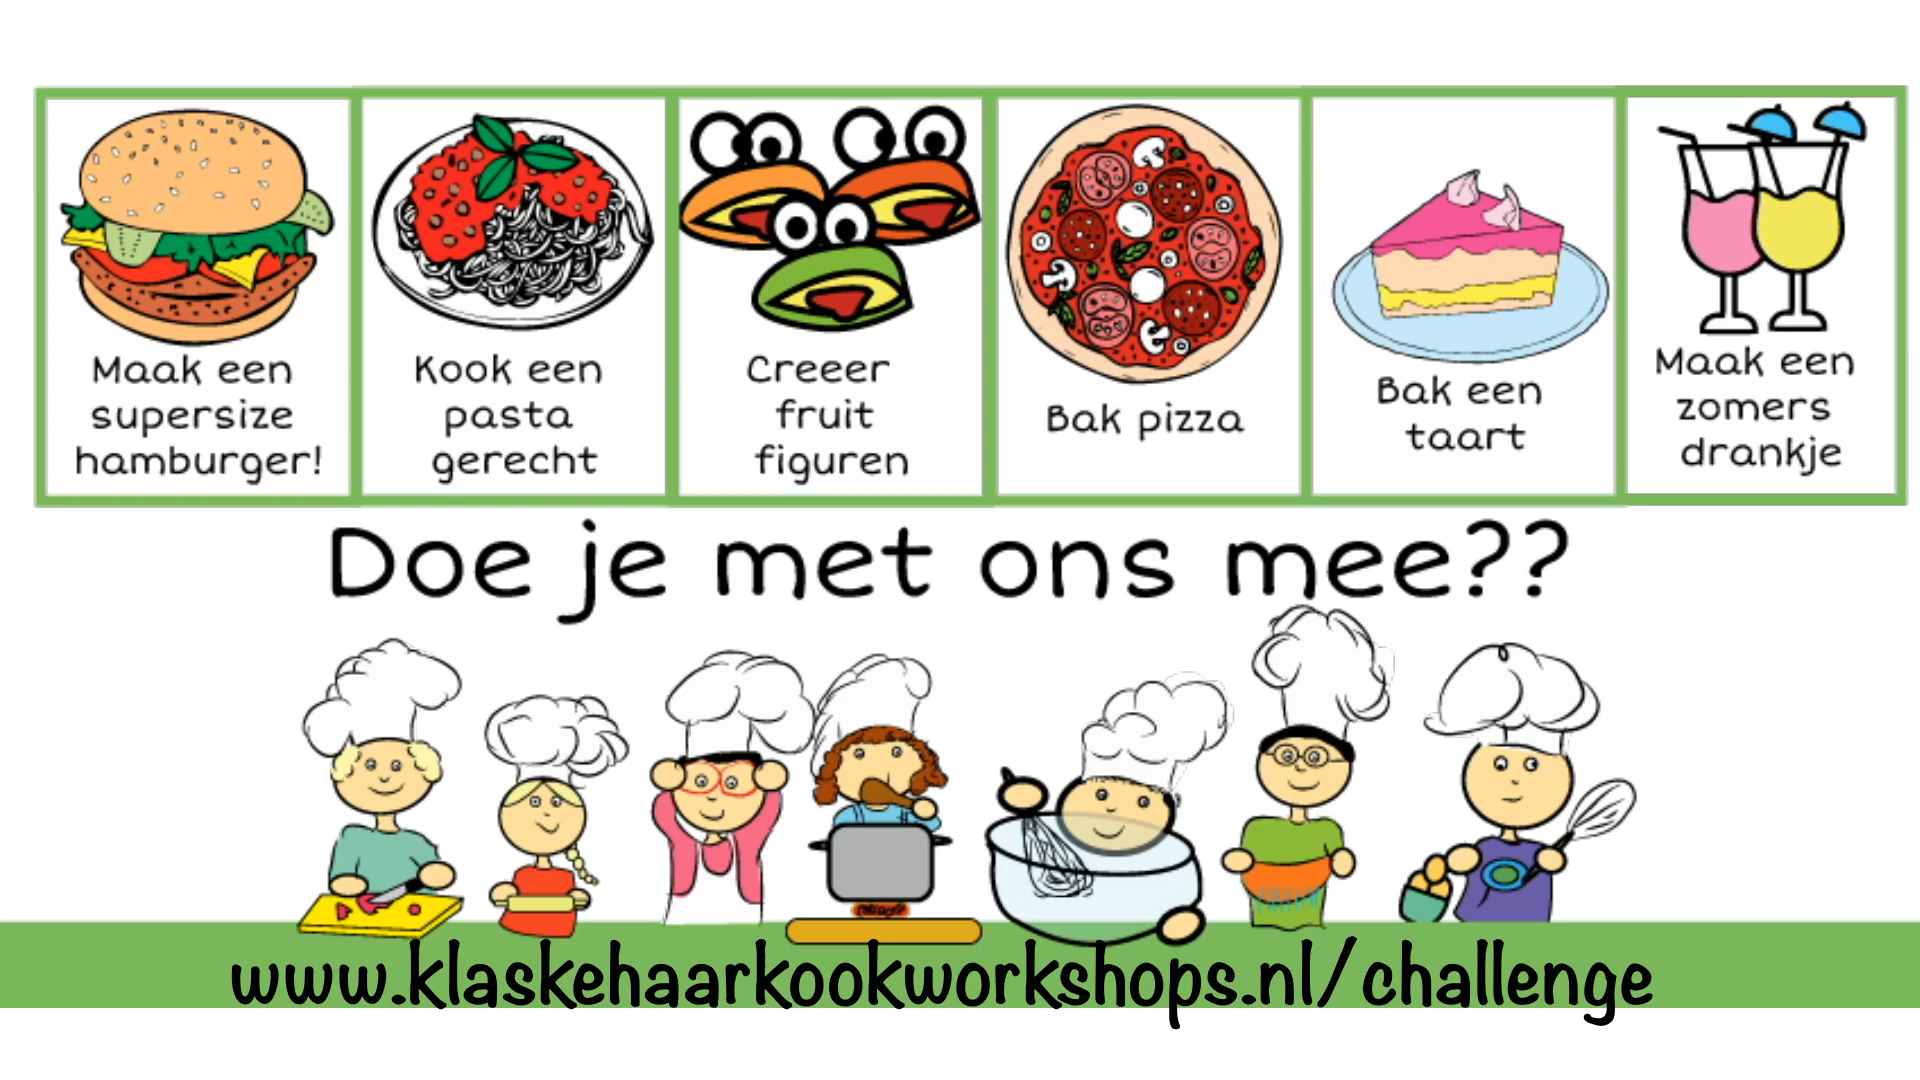 Maak een
supersize
hamburger!
Kook een
pasta
gerecht
Creeer
fruit
figuren
Bak pizza
Bak een
taart
Maak een
zomers
drankje
Doe je met ons mee??
www.klaskehaarkookworkshops.nl/challenge